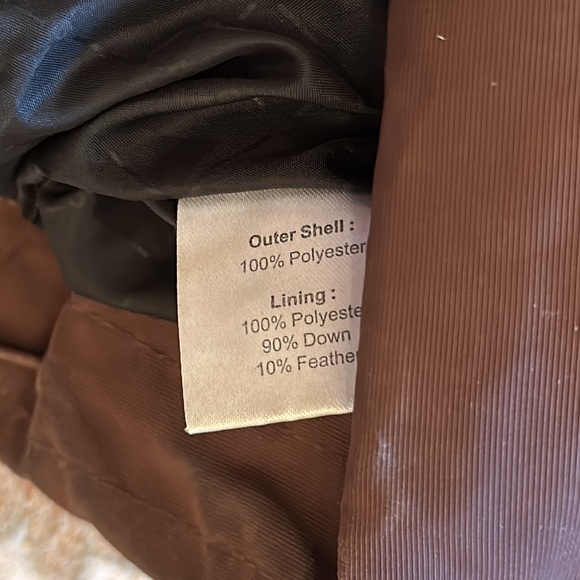 Outer Shell :
100% Polyester
Lining :
100% Polyeste
90% Down
10% Feather